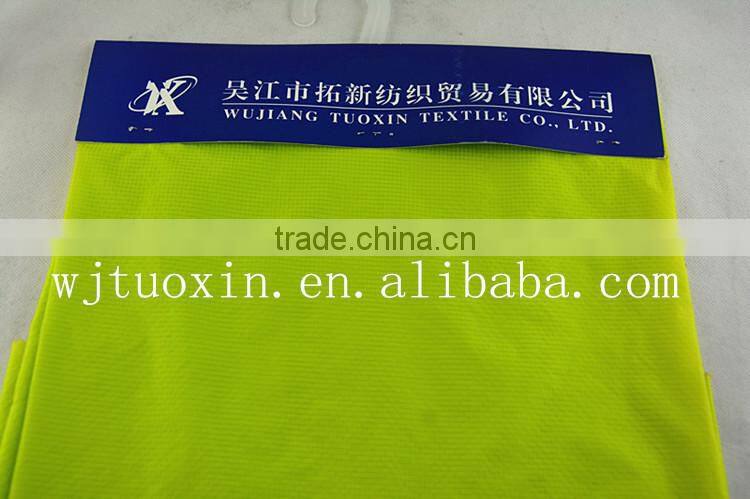 吴江市拓新纺织贸易有限公司
WUJIANG TUOXIN TEXTILE CO., LTD.
trade.china.cn
wjtuoxin.en.alibaba.com